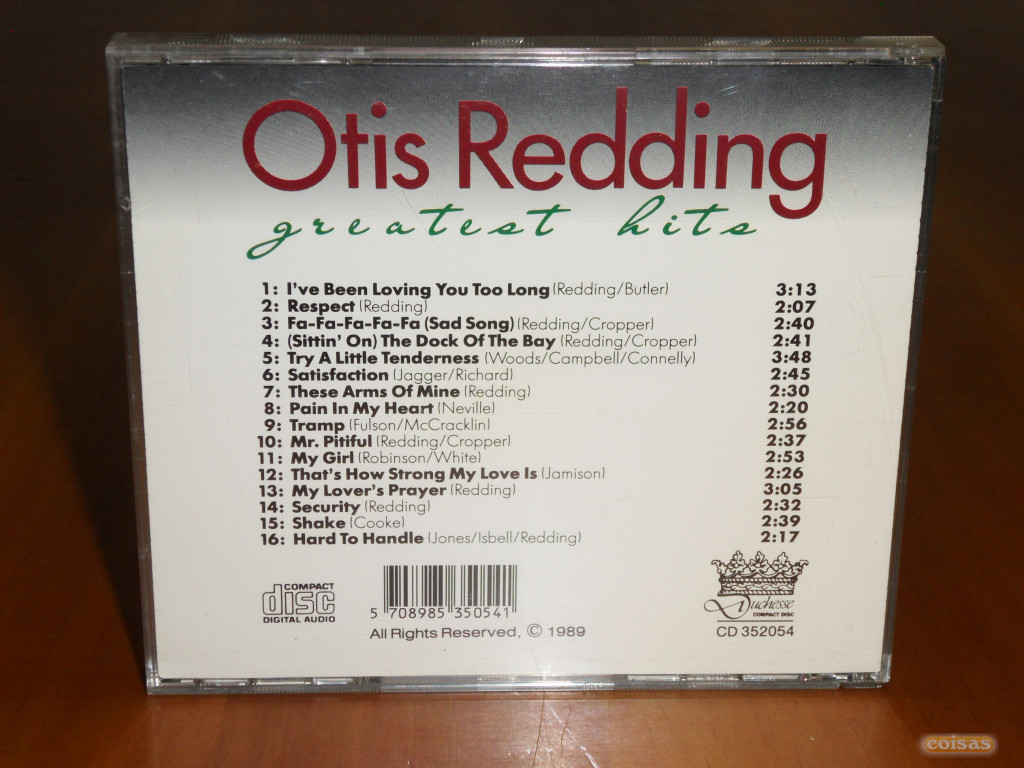 Otis Redding
greatest hits
1: I've Been Loving You Too Long (Redding/Butler) 3:13
2: Respect (Redding) 2:07
3: Fa-Fa-Fa-Fa-Fa (Sad Song) (Redding/Cropper) 2:40
4: (Sittin' On) The Dock Of The Bay (Redding/Cropper) 2:41
5: Try A Little Tenderness (Woods/Campbell/Connelly) 3:48
6: Satisfaction (Jagger/Richard) 2:45
7: These Arms Of Mine (Redding) 2:30
8: Pain In My Heart (Neville) 2:20
9: Tramp (Fulson/McCracklin) 2:56
10: Mr. Pitiful (Redding/Cropper) 2:37
11: My Girl (Robinson/White) 2:53
12: That's How Strong My Love Is (Jamison) 2:26
13: My Lover's Prayer (Redding) 3:05
14: Security (Redding) 2:32
15: Shake (Cooke) 2:39
16: Hard To Handle (Jones/Isbell/Redding) 2:17
COMPACT
disc
DIGITAL AUDIO
5 708985 350541
All Rights Reserved, © 1989
Duchesse
COMPACT DISC
CD 352054
coisas